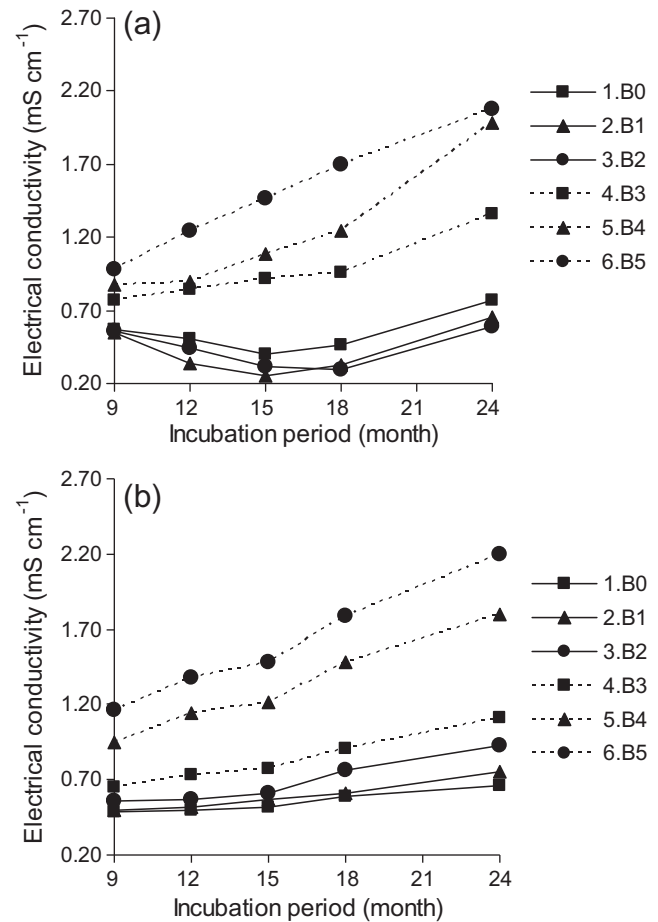 (a)
Electrical conductivity (mS cm⁻¹)
2.70
2.20
1.70
1.20
0.70
0.20
9 12 15 18 21 24
Incubation period (month)
1.B0
2.B1
3.B2
4.B3
5.B4
6.B5
(b)
Electrical conductivity (mS cm⁻¹)
2.70
2.20
1.70
1.20
0.70
0.20
9 12 15 18 21 24
Incubation period (month)
1.B0
2.B1
3.B2
4.B3
5.B4
6.B5